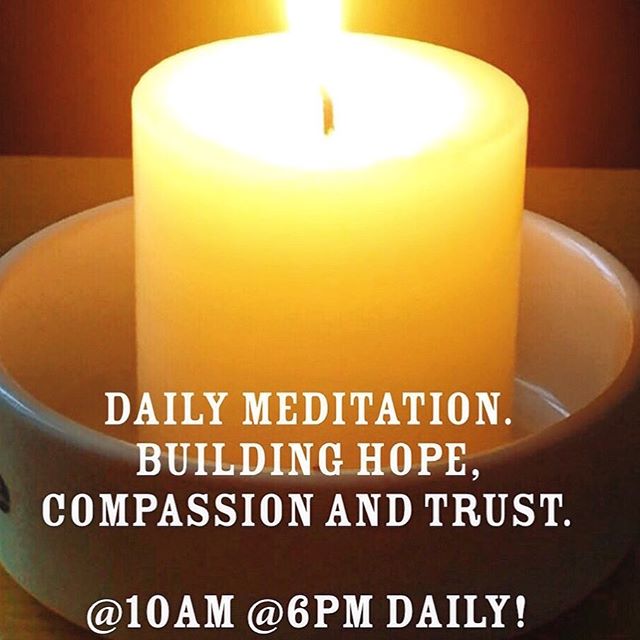 DAILY MEDITATION.
BUILDING HOPE,
COMPASSION AND TRUST.
@10AM @6PM DAILY!